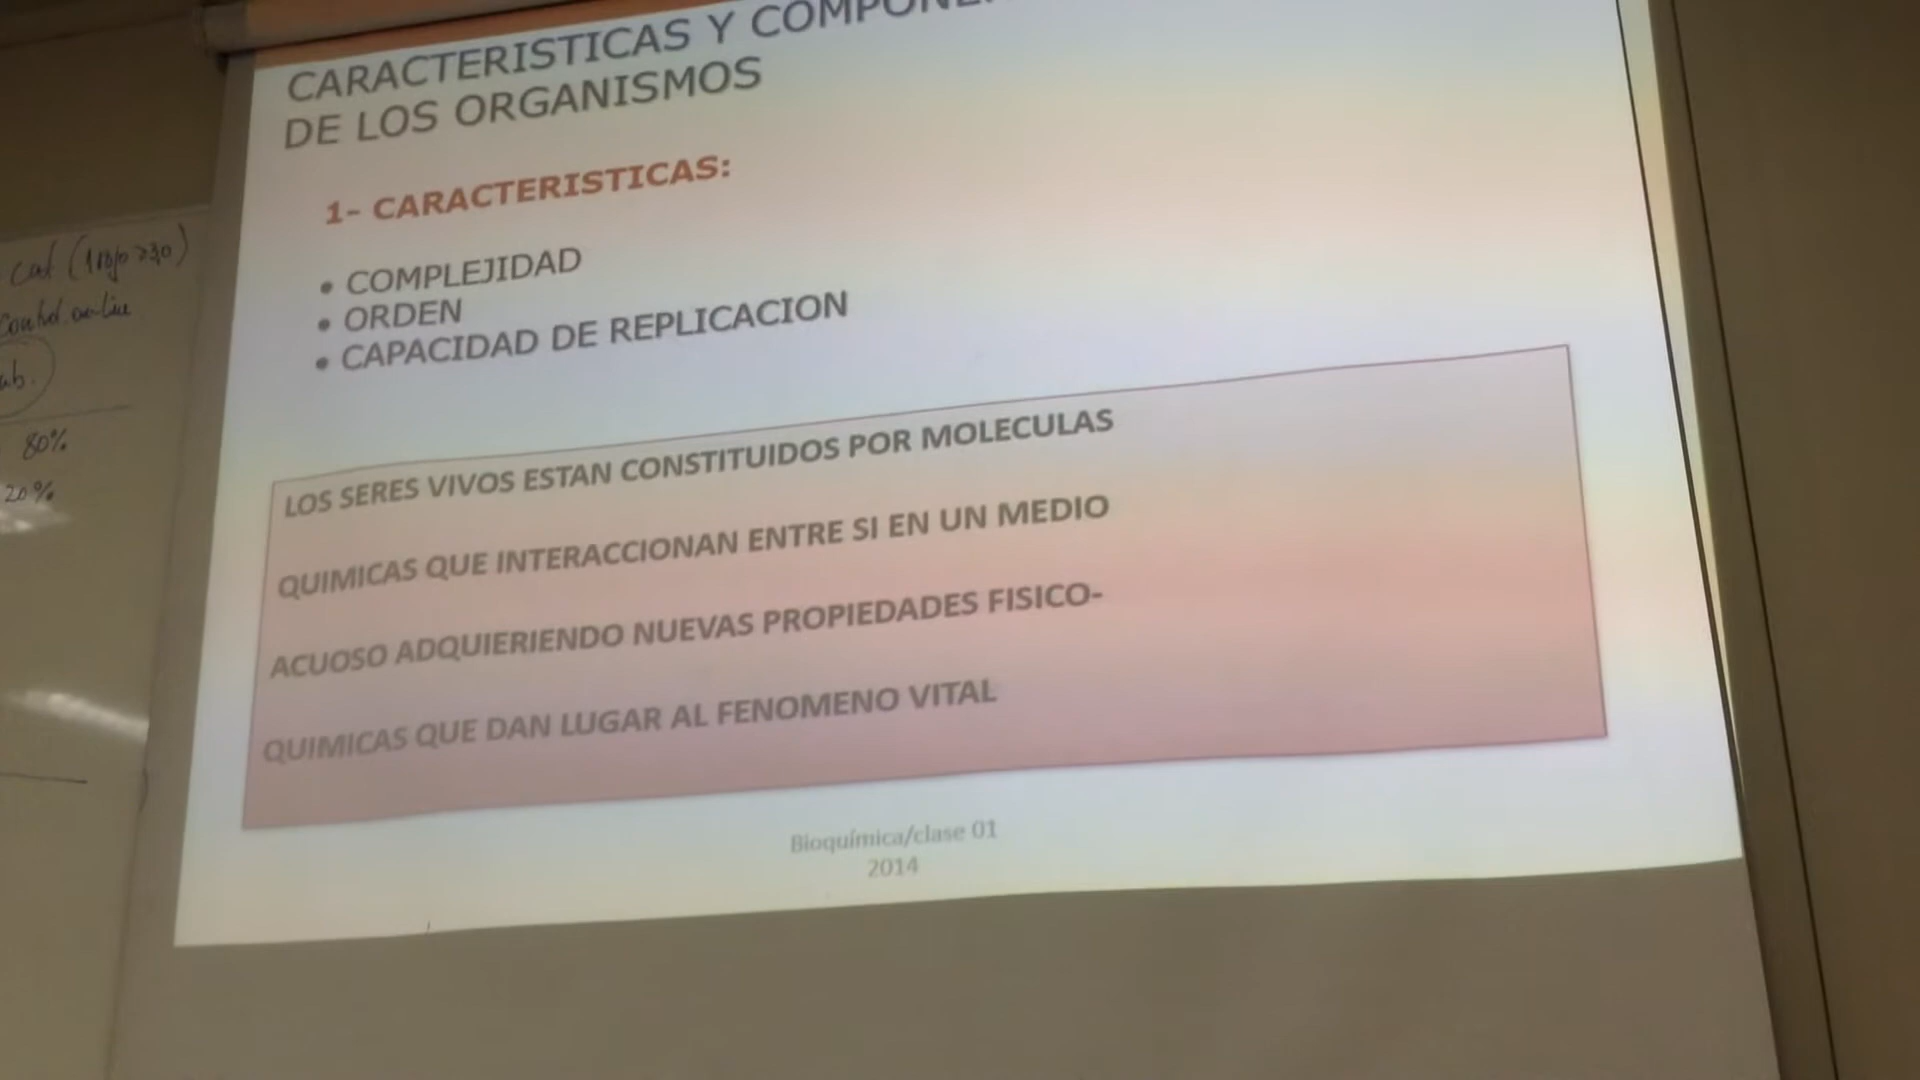 CARACTERISTICAS Y
DE LOS ORGANISMOS
1- CARACTERISTICAS:
• COMPLEJIDAD
• ORDEN
• CAPACIDAD DE REPLICACION
LOS SERES VIVOS ESTAN CONSTITUIDOS POR MOLECULAS
QUIMICAS QUE INTERACCIONAN ENTRE SI EN UN MEDIO
ACUOSO ADQUIERIENDO NUEVAS PROPIEDADES FISICO-
QUIMICAS QUE DAN LUGAR AL FENOMENO VITAL
Bioquímica/clase 01
2014
80%
20%